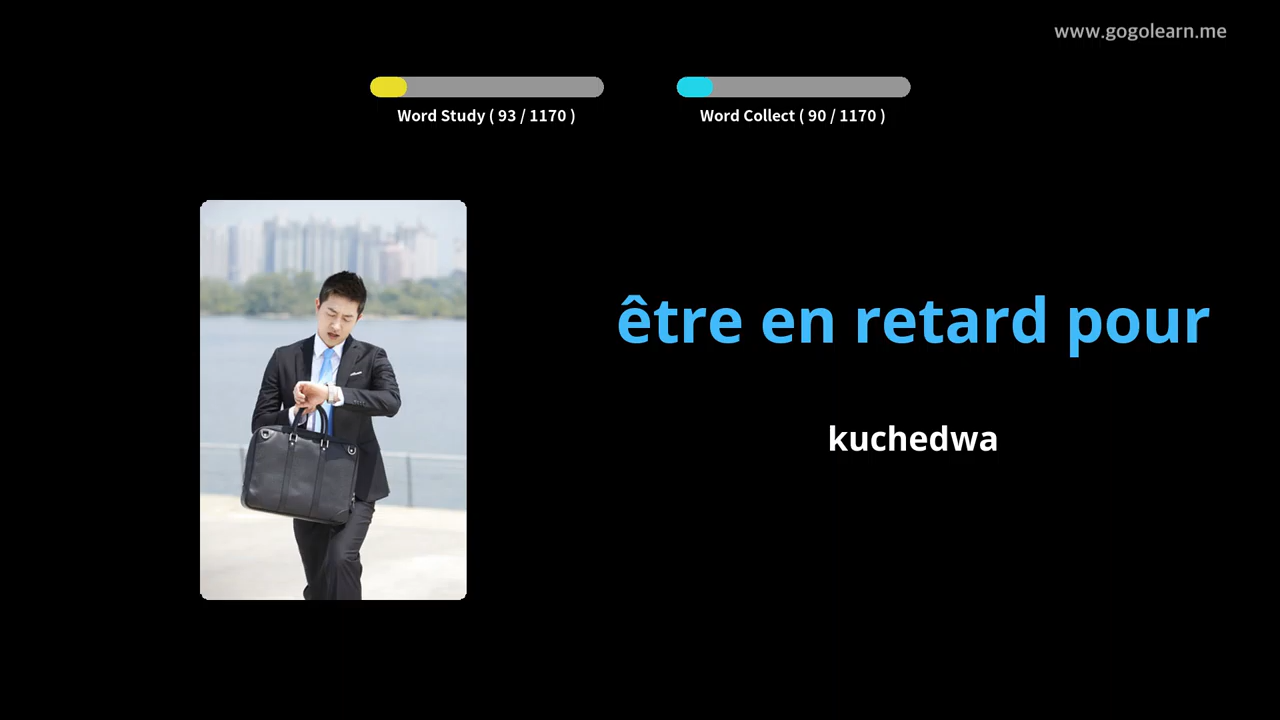 www.gogolearn.me
Word Study ( 93 / 1170 )
Word Collect ( 90 / 1170 )
être en retard pour
kuchedwa